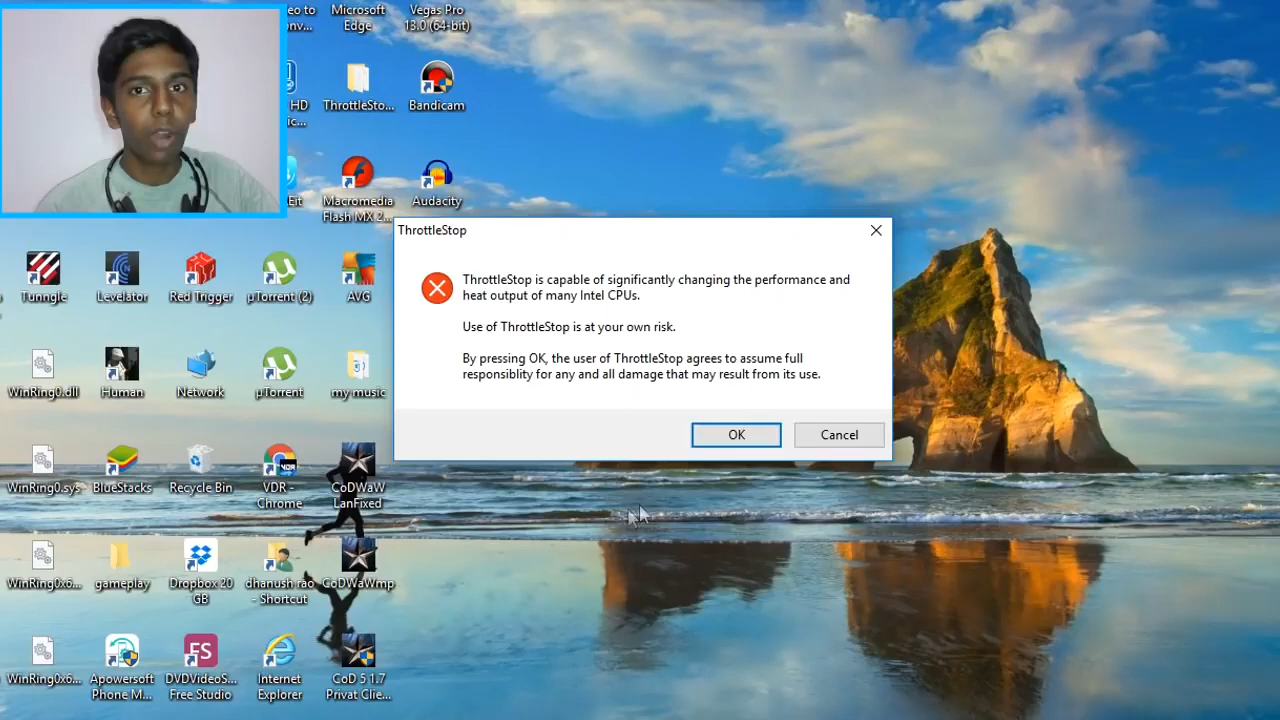 eo to
nv...
Microsoft
Edge
Vegas Pro
13.0 (64-bit)
HD
ic...
ThrottleSto...
Bandicam
Eit
Macromedia
Flash MX 2...
Audacity
ThrottleStop
ThrottleStop is capable of significantly changing the performance and
heat output of many Intel CPUs.
Use of ThrottleStop is at your own risk.
By pressing OK, the user of ThrottleStop agrees to assume full
responsiblity for any and all damage that may result from its use.
OK
Cancel
Tunngle
Levelator
Red Trigger
µTorrent (2)
AVG
WinRing0.dll
Human
Network
µTorrent
my music
WinRing0.sys
BlueStacks
Recycle Bin
VDR -
Chrome
CoDWaW
LanFixed
WinRing0x6...
gameplay
Dropbox 20
GB
dhanush.rao
- Shortcut
CoDWaWmp
WinRing0x6...
Apowersoft
Phone M...
DVDVideoS...
Free Studio
Internet
Explorer
CoD 5 1.7
Privat Clie...